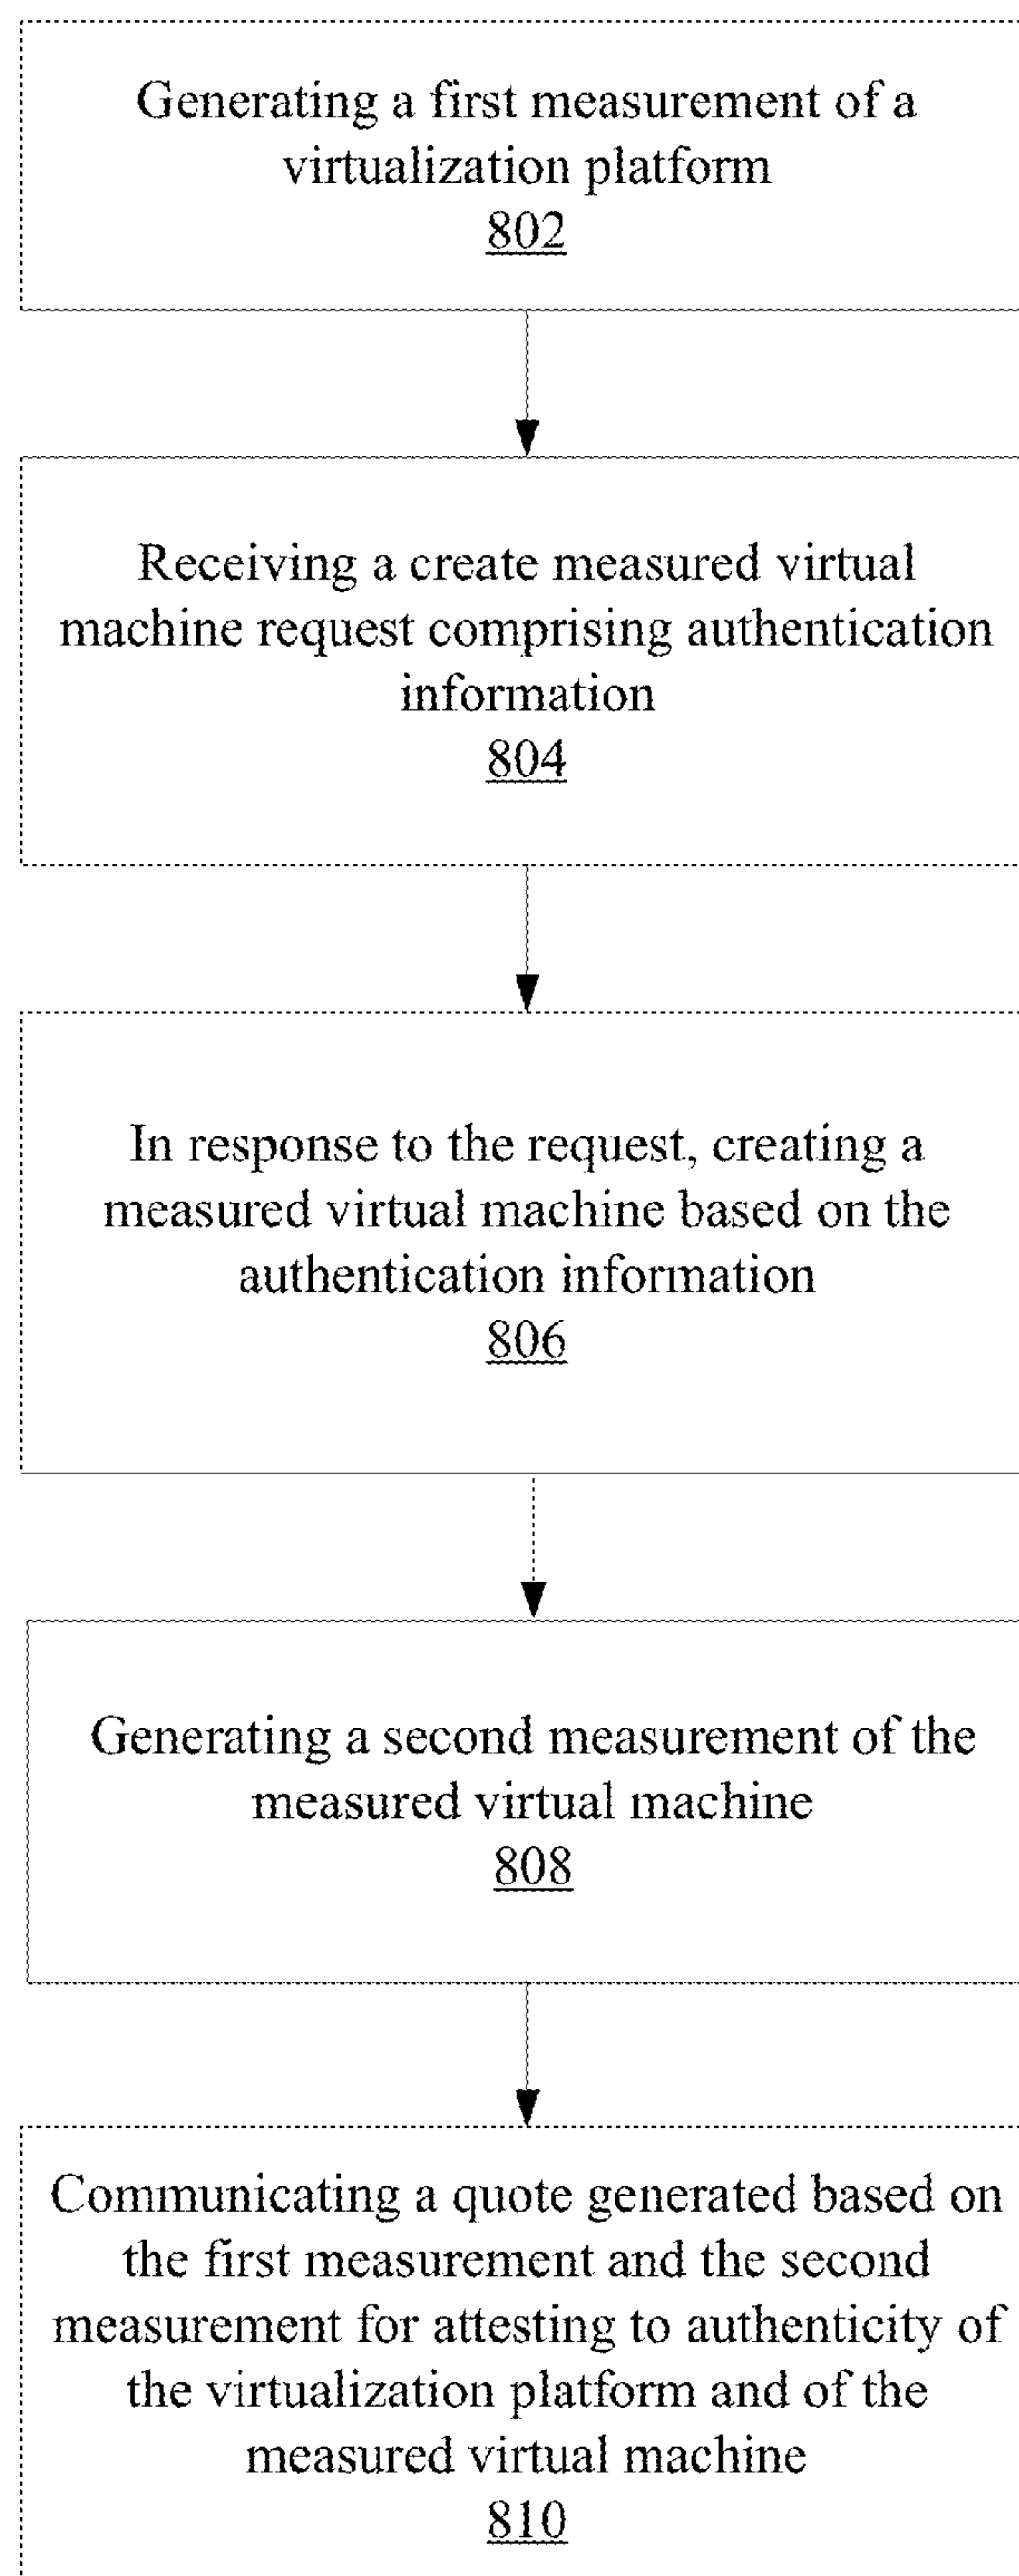 Generating a first measurement of a
virtualization platform
802
Receiving a create measured virtual
machine request comprising authentication
information
804
In response to the request, creating a
measured virtual machine based on the
authentication information
806
Generating a second measurement of the
measured virtual machine
808
Communicating a quote generated based on
the first measurement and the second
measurement for attesting to authenticity of
the virtualization platform and of the
measured virtual machine
810